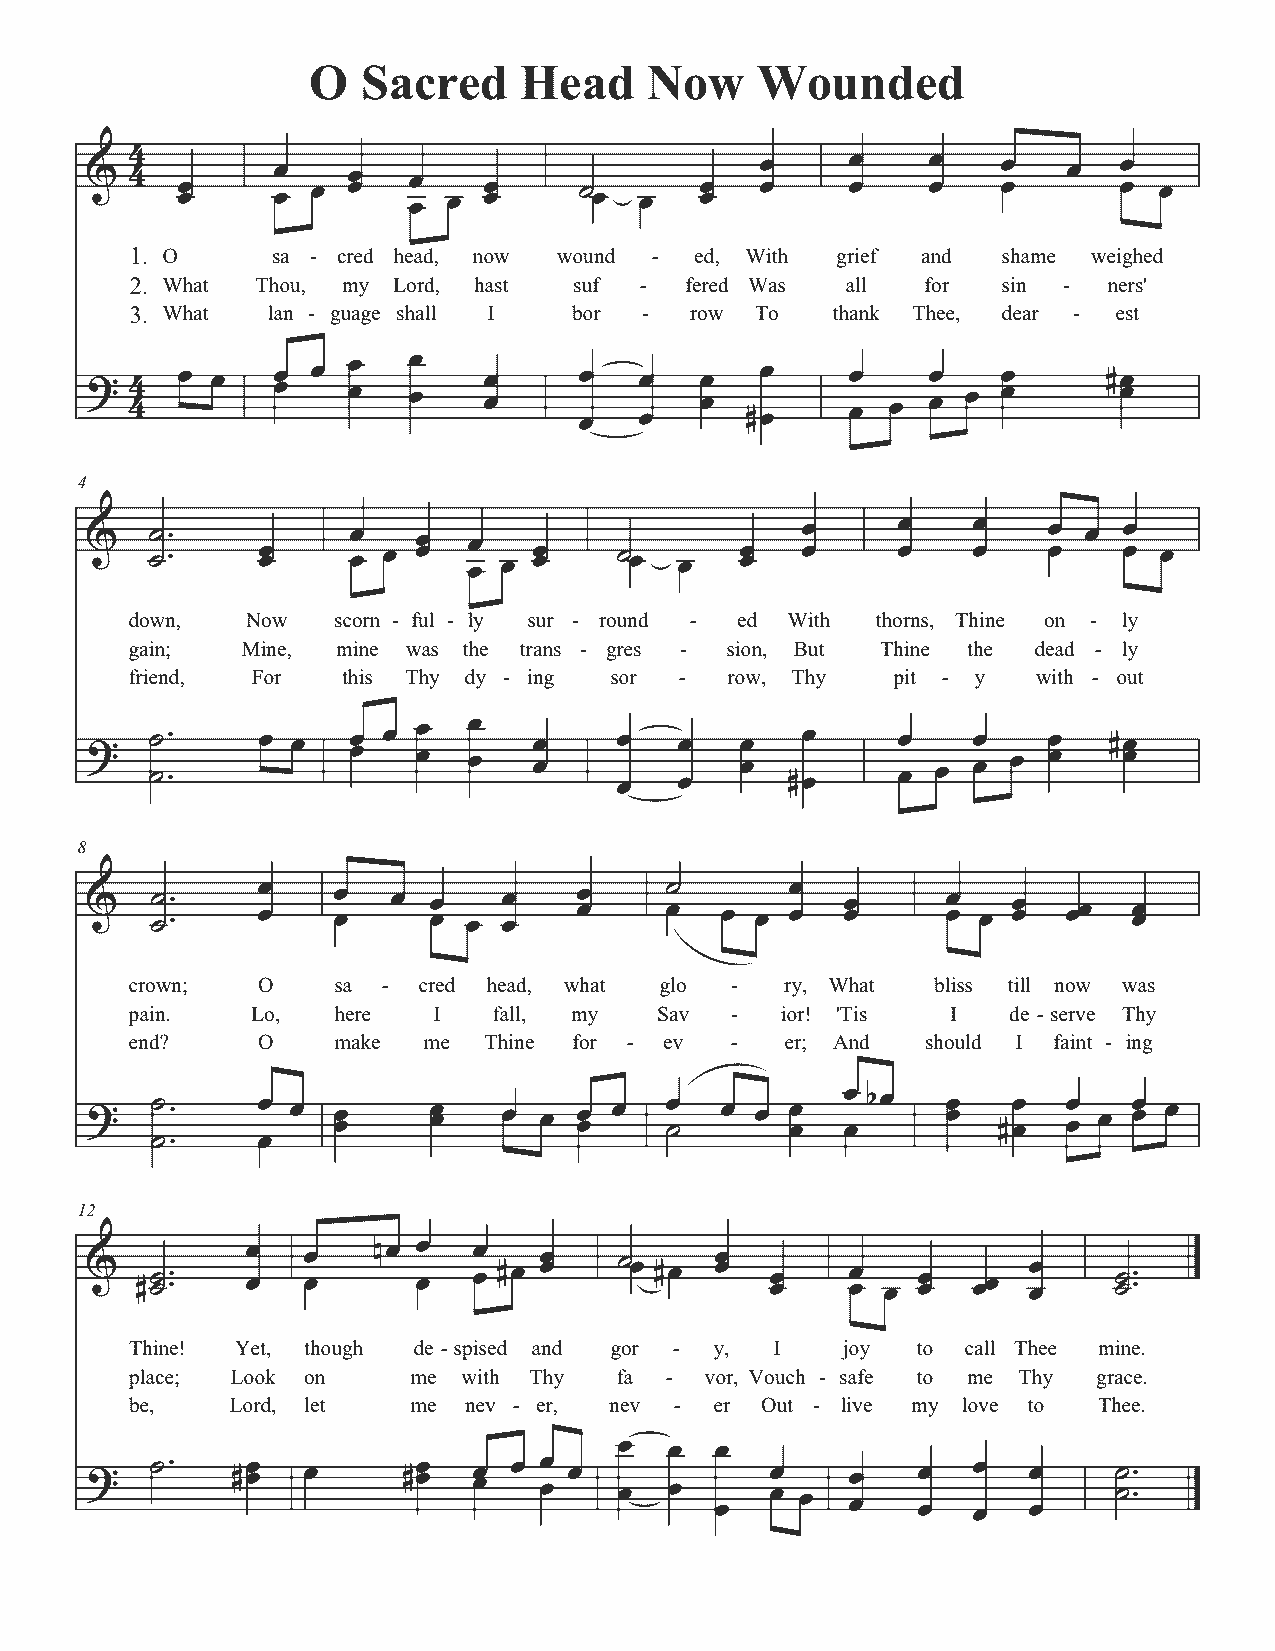 O Sacred Head Now Wounded
1. O sa - cred head, now wound - ed, With grief and shame weighed
2. What Thou, my Lord, hast suf - fered Was all for sin - ners'
3. What lan - guage shall I bor - row To thank Thee, dear - est
4
down, Now scorn - ful - ly sur - round - ed With thorns, Thine on - ly
gain; Mine, mine was the trans - gres - sion, But Thine the dead - ly
friend, For this Thy dy - ing sor - row, Thy pit - y with - out
8
crown; O sa - cred head, what glo - ry, What bliss till now was
pain. Lo, here I fall, my Sav - ior! 'Tis I de - serve Thy
end? O make me Thine for - ev - er; And should I faint - ing
12
Thine! Yet, though de - spised and gor - y, I joy to call Thee mine.
place; Look on me with Thy fa - vor, Vouch - safe to me Thy grace.
be, Lord, let me nev - er, nev - er Out - live my love to Thee.